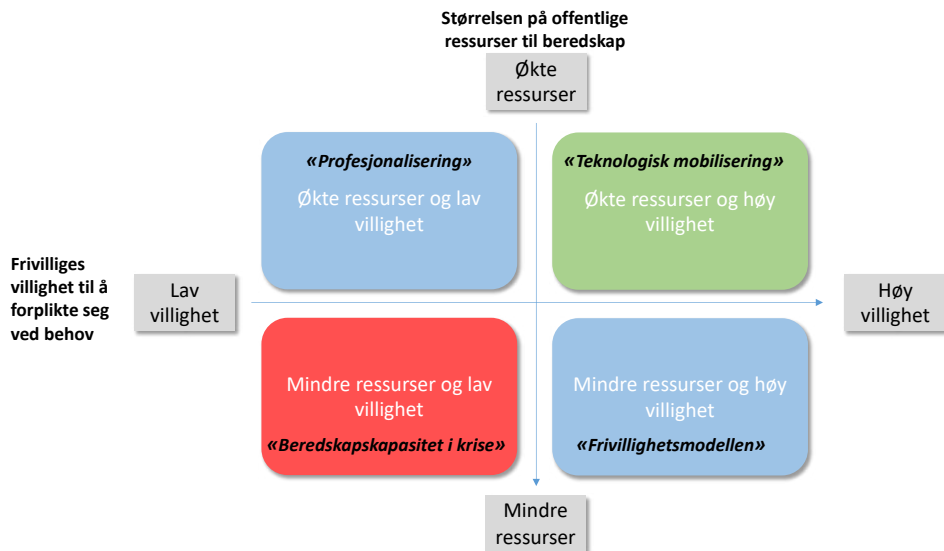 Størrelsen på offentlige
ressurser til beredskap
Økte
ressurser
«Profesjonalisering»
Økte ressurser og lav
villighet
«Teknologisk mobilisering»
Økte ressurser og høy
villighet
Frivilliges
villighet til å
forplikte seg
ved behov
Lav
villighet
Høy
villighet
Mindre ressurser og lav
villighet
«Beredskapskapasitet i krise»
Mindre ressurser og høy
villighet
«Frivillighetsmodellen»
Mindre
ressurser